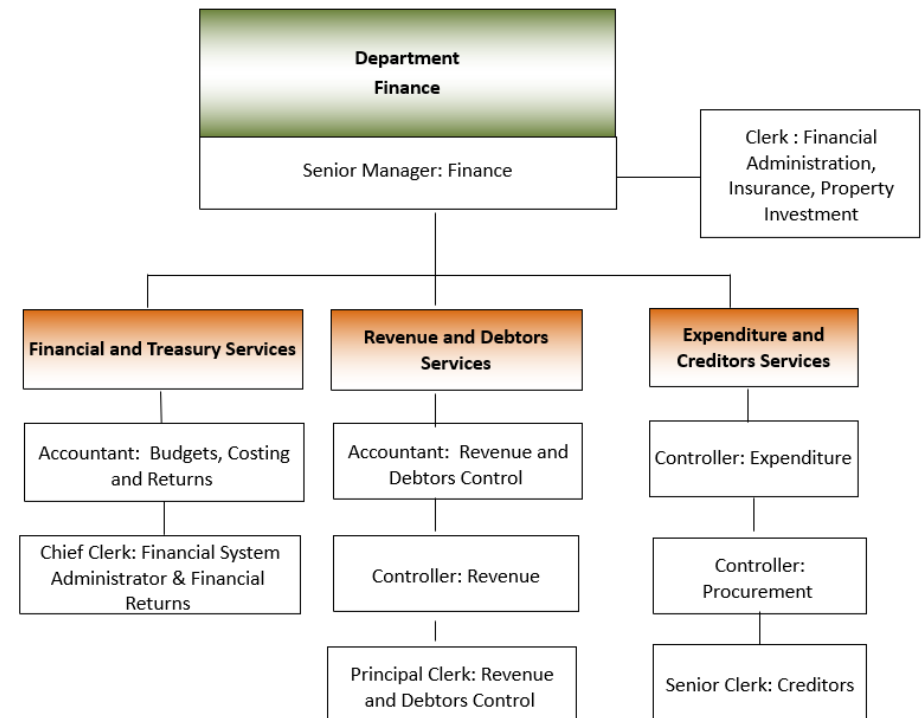 Department
Finance
Senior Manager: Finance
Clerk : Financial
Administration,
Insurance, Property
Investment
Financial and Treasury Services
Revenue and Debtors
Services
Expenditure and
Creditors Services
Accountant:  Budgets, Costing
and Returns
Accountant:  Revenue and
Debtors Control
Controller: Expenditure
Chief Clerk: Financial System
Administrator & Financial
Returns
Controller: Revenue
Controller:
Procurement
Principal Clerk: Revenue
and Debtors Control
Senior Clerk: Creditors